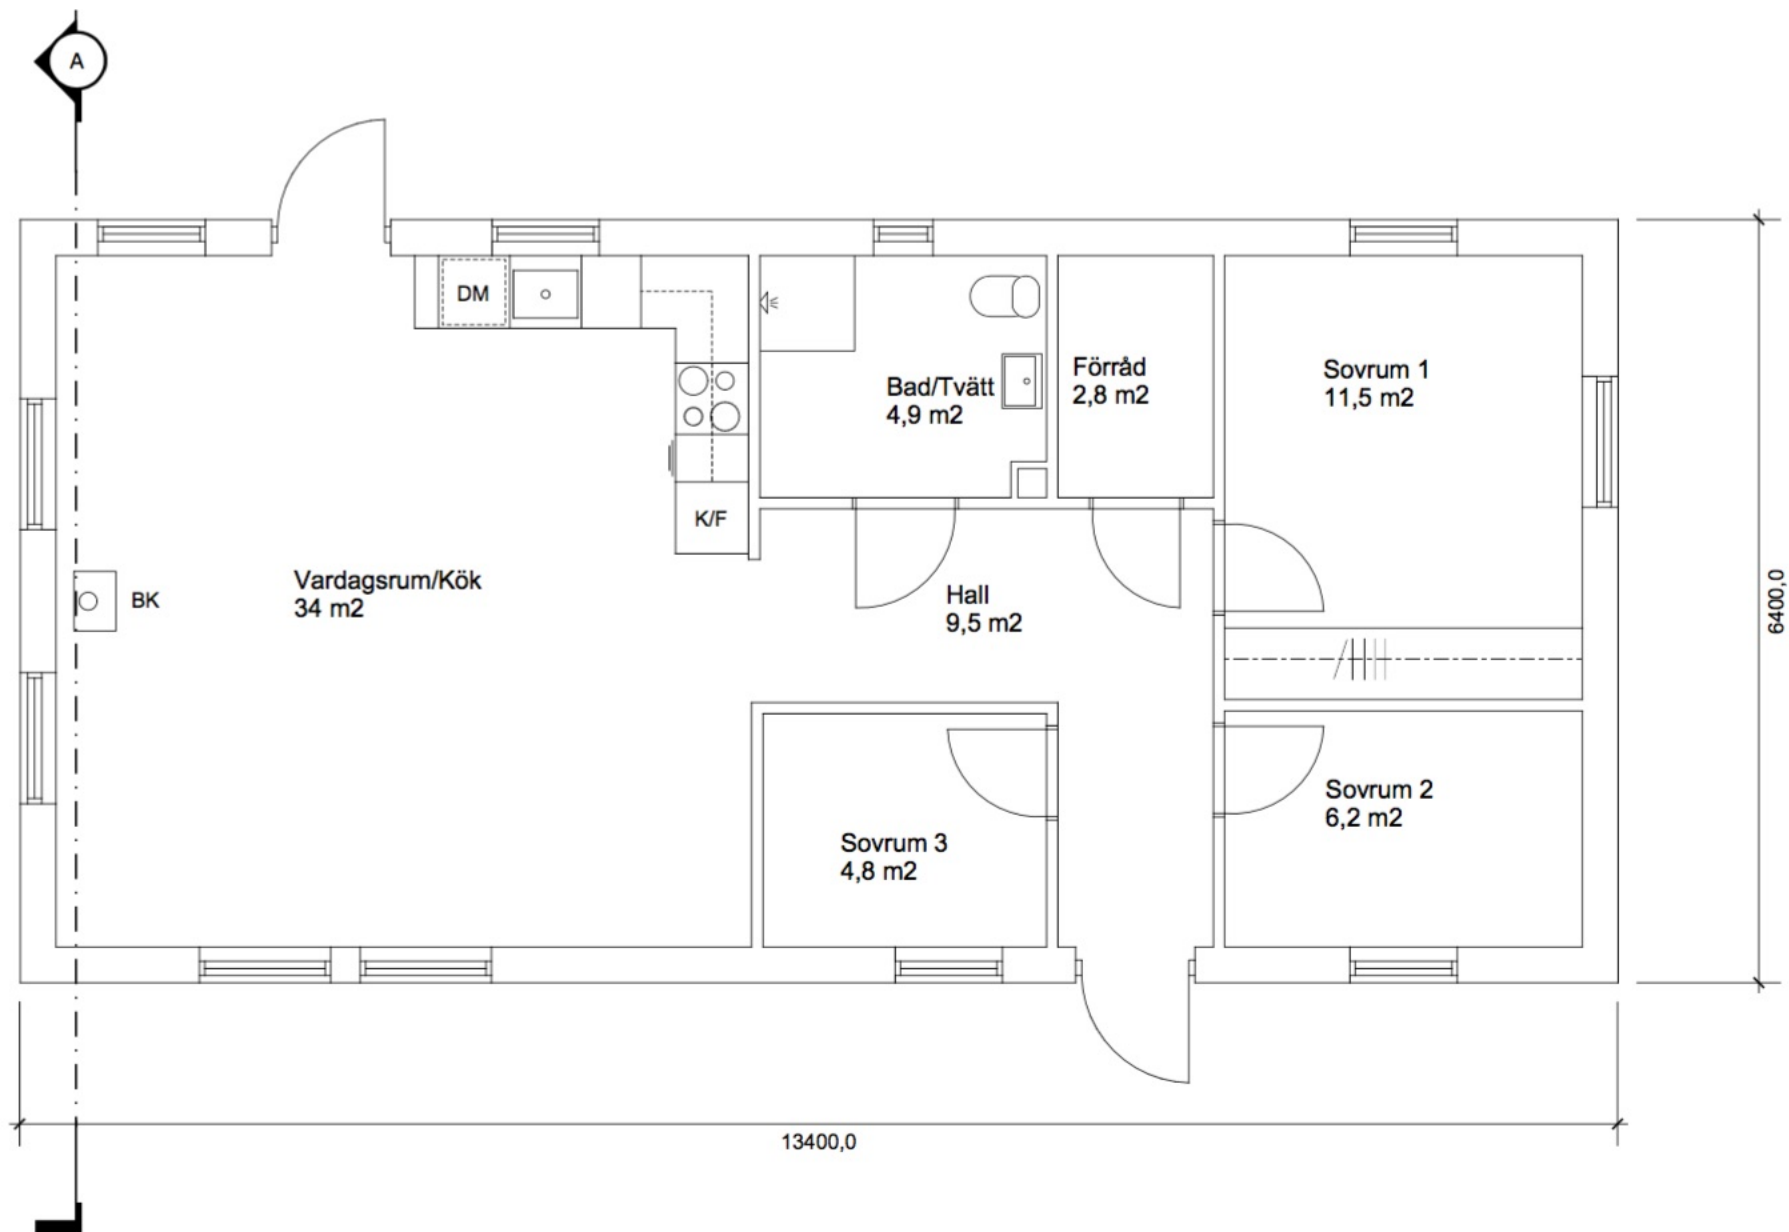 A
DM
Bad/Tvätt
4,9 m2
Förråd
2,8 m2
Sovrum 1
11,5 m2
K/F
Vardagsrum/Kök
34 m2
BK
Hall
9,5 m2
6400,0
Sovrum 3
4,8 m2
Sovrum 2
6,2 m2
13400,0